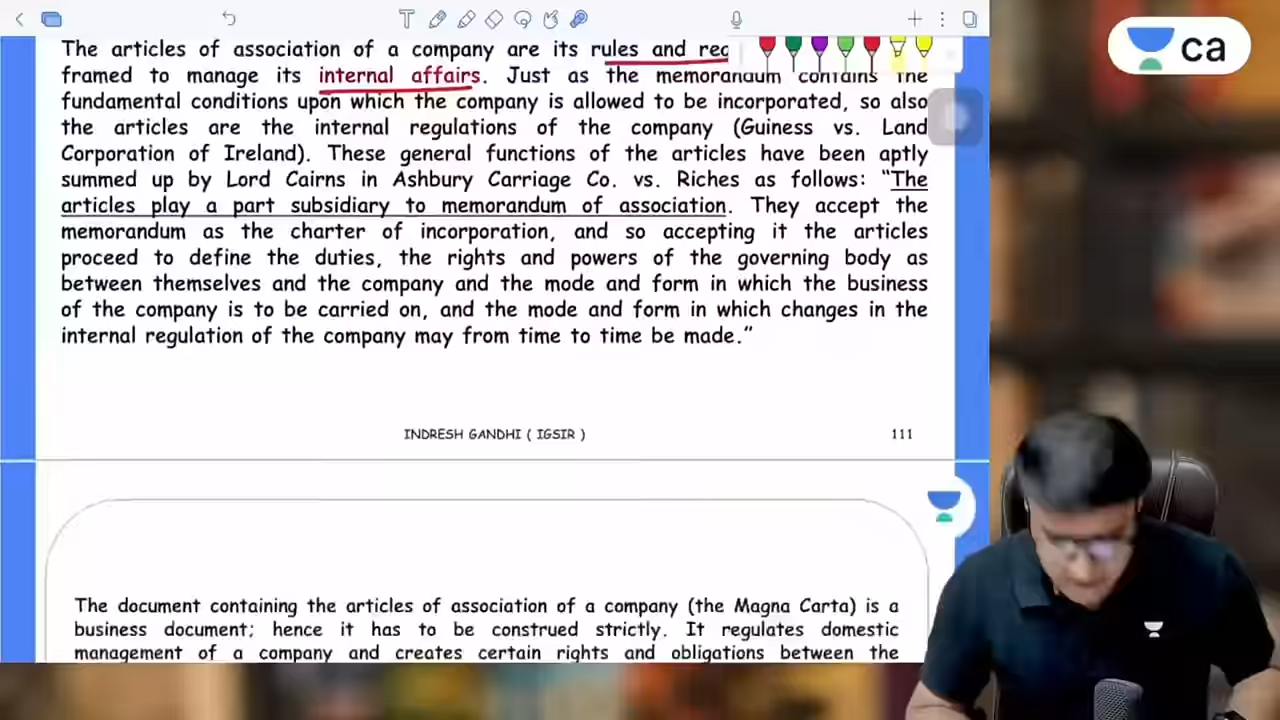 ca
The articles of association of a company are its rules and
framed to manage its internal affairs. Just as the memorandum contains the
fundamental conditions upon which the company is allowed to be incorporated, so also
the articles are the internal regulations of the company (Guiness vs. Land
Corporation of Ireland). These general functions of the articles have been aptly
summed up by Lord Cairns in Ashbury Carriage Co. vs. Riches as follows: “The
articles play a part subsidiary to memorandum of association. They accept the
memorandum as the charter of incorporation, and so accepting it the articles
proceed to define the duties, the rights and powers of the governing body as
between themselves and the company and the mode and form in which the business
of the company is to be carried on, and the mode and form in which changes in the
internal regulation of the company may from time to time be made.”
INDRESH GANDHI ( IGSIR ) 111
The document containing the articles of association of a company (the Magna Carta) is a
business document; hence it has to be construed strictly. It regulates domestic
management of a company and creates certain rights and obligations between the